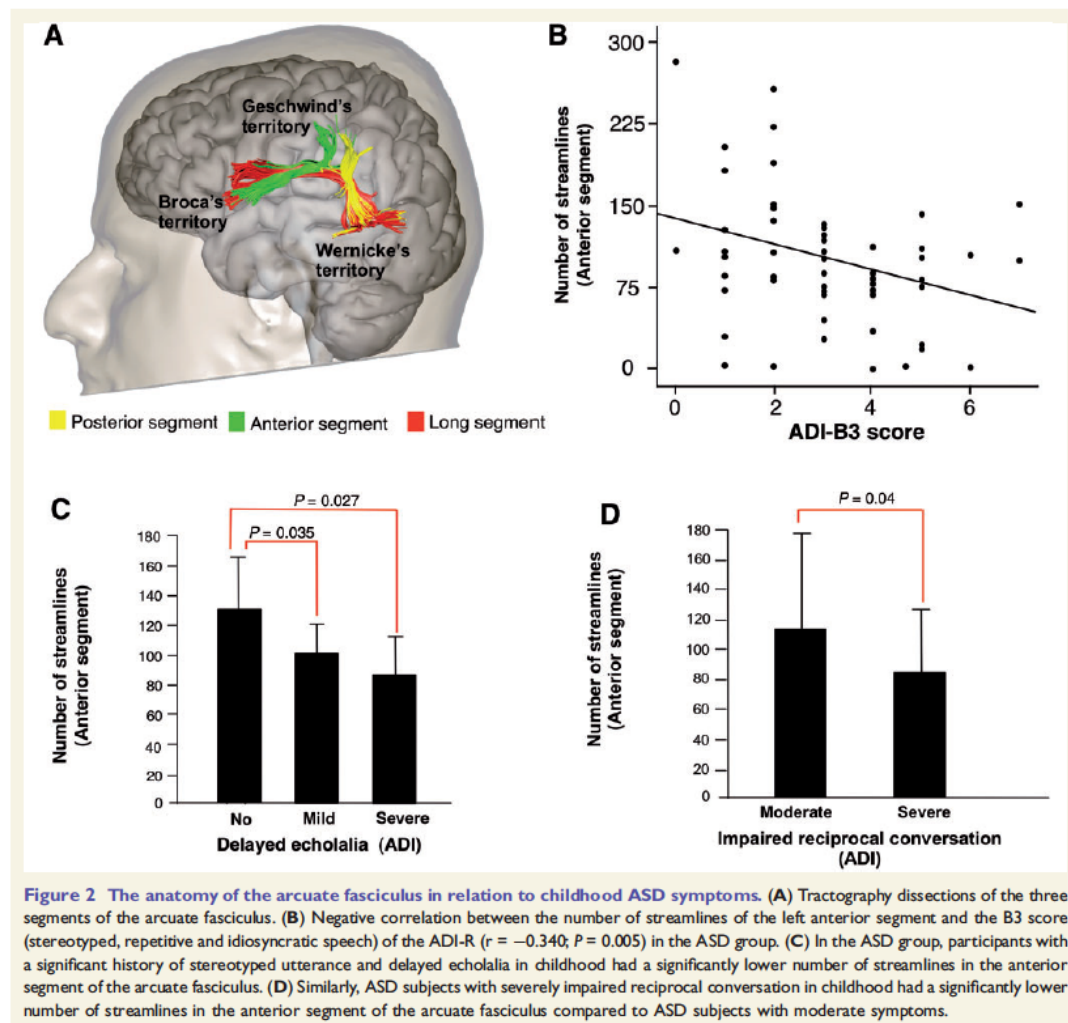 A
Geschwind's
territory
Broca's
territory
Wernicke's
territory
Posterior segment Anterior segment Long segment
B
Number of streamlines
(Anterior segment)
300
225
150
75
0
0 2 4 6
ADI-B3 score
C
P = 0.027
P = 0.035
Number of streamlines
(Anterior segment)
180
160
140
120
100
80
60
40
20
0
No Mild Severe
Delayed echolalia (ADI)
D
P = 0.04
Number of streamlines
(Anterior segment)
180
160
140
120
100
80
60
40
20
0
Moderate Severe
Impaired reciprocal conversation
(ADI)
Figure 2 The anatomy of the arcuate fasciculus in relation to childhood ASD symptoms. (A) Tractography dissections of the three
segments of the arcuate fasciculus. (B) Negative correlation between the number of streamlines of the left anterior segment and the B3 score
(stereotyped, repetitive and idiosyncratic speech) of the ADI-R (r = −0.340; P = 0.005) in the ASD group. (C) In the ASD group, participants with
a significant history of stereotyped utterance and delayed echolalia in childhood had a significantly lower number of streamlines in the anterior
segment of the arcuate fasciculus. (D) Similarly, ASD subjects with severely impaired reciprocal conversation in childhood had a significantly lower
number of streamlines in the anterior segment of the arcuate fasciculus compared to ASD subjects with moderate symptoms.